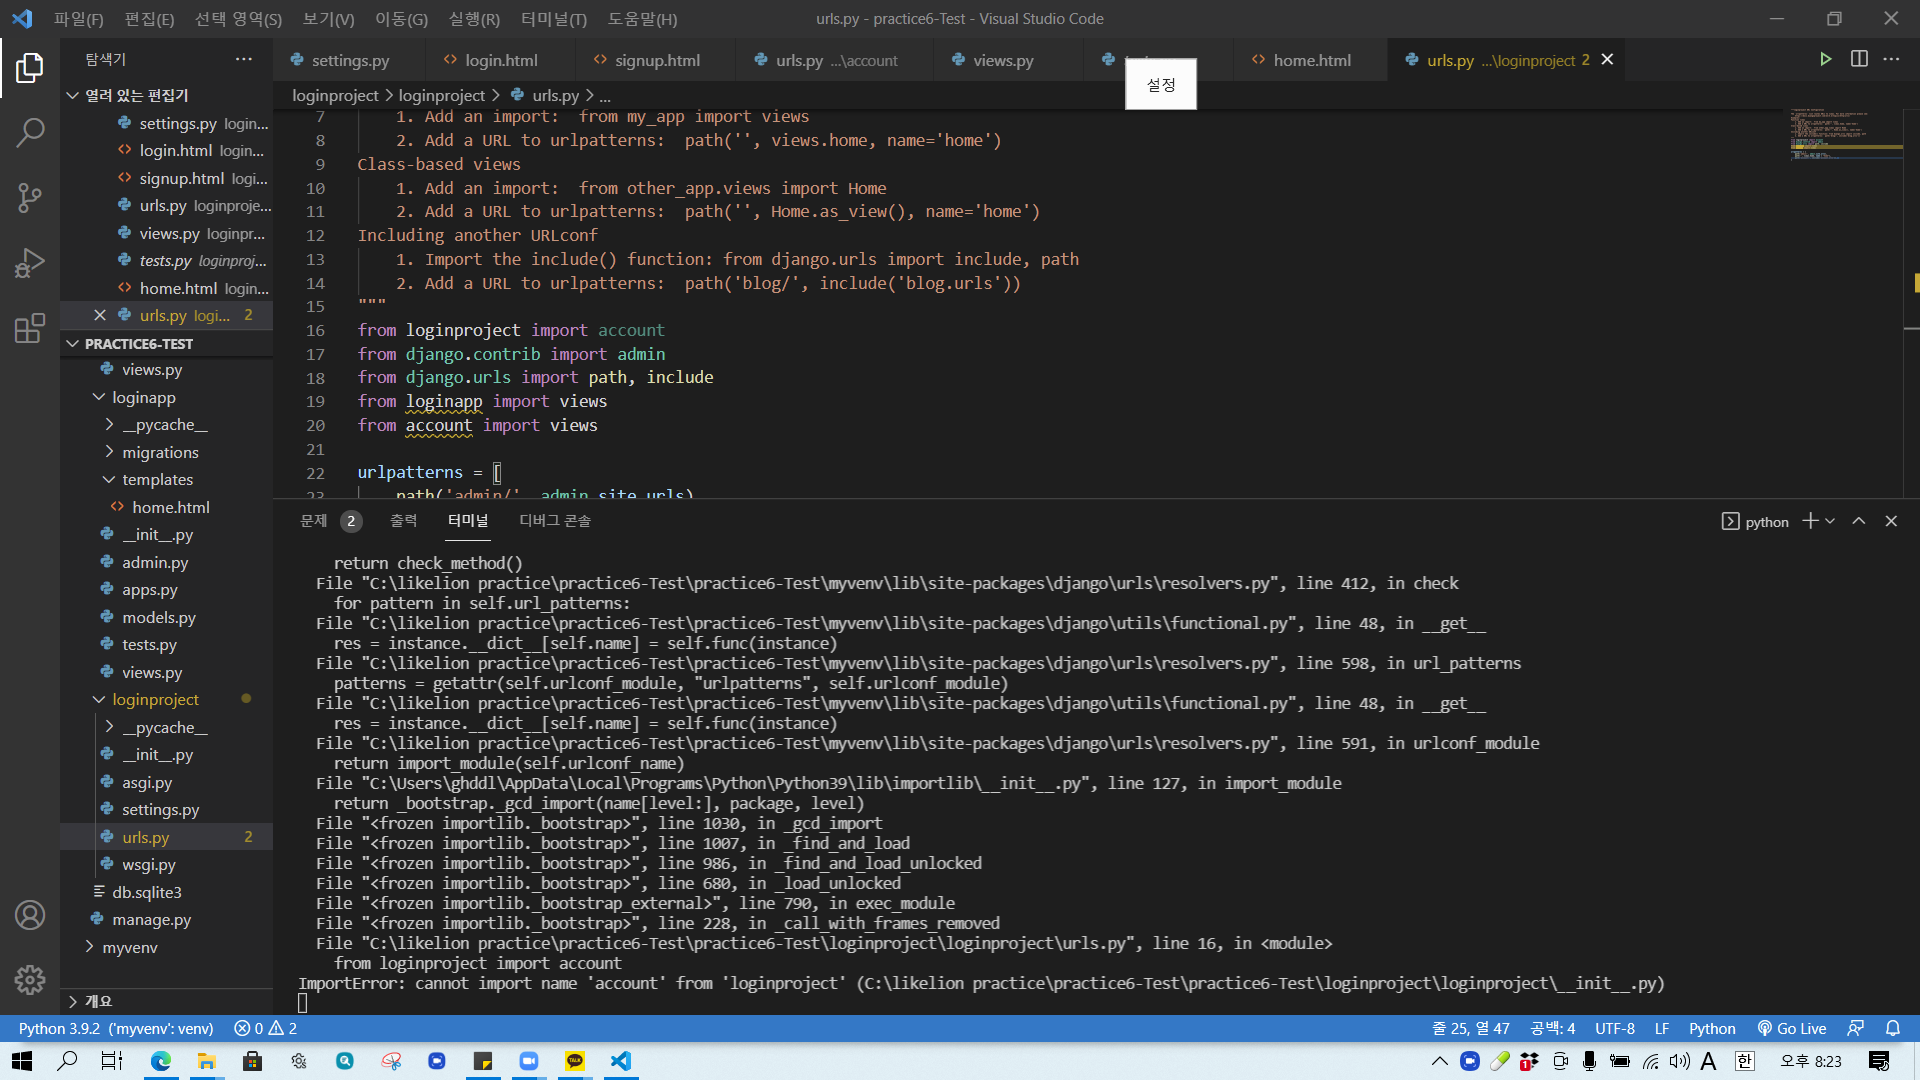 파일(F) 편집(E) 선택 영역(S) 보기(V) 이동(G) 실행(R) 터미널(T) 도움말(H) urls.py - practice6-Test - Visual Studio Code
탐색기
settings.py login.html signup.html urls.py ...\account views.py home.html urls.py ...\loginproject 2
설정
loginproject > loginproject > urls.py > ...
열려 있는 편집기
settings.py login...
login.html login...
signup.html logi...
urls.py loginproje...
views.py loginpr...
tests.py loginproj...
home.html login...
urls.py logi... 2
PRACTICE6-TEST
views.py
loginapp
__pycache__
migrations
templates
home.html
__init__.py
admin.py
apps.py
models.py
tests.py
views.py
loginproject
__pycache__
__init__.py
asgi.py
settings.py
urls.py 2
wsgi.py
db.sqlite3
manage.py
myvenv
개요
7 1. Add an import:  from my_app import views
8 2. Add a URL to urlpatterns:  path('', views.home, name='home')
9 Class-based views
10 1. Add an import:  from other_app.views import Home
11 2. Add a URL to urlpatterns:  path('', Home.as_view(), name='home')
12 Including another URLconf
13 1. Import the include() function: from django.urls import include, path
14 2. Add a URL to urlpatterns:  path('blog/', include('blog.urls'))
15 """
16 from loginproject import account
17 from django.contrib import admin
18 from django.urls import path, include
19 from loginapp import views
20 from account import views
21
22 urlpatterns = [
23 path('admin/', admin.site.urls)
문제 2 출력 터미널 디버그 콘솔 python
return check_method()
File "C:\likelion practice\practice6-Test\practice6-Test\myvenv\lib\site-packages\django\urls\resolvers.py", line 412, in check
for pattern in self.url_patterns:
File "C:\likelion practice\practice6-Test\practice6-Test\myvenv\lib\site-packages\django\utils\functional.py", line 48, in __get__
res = instance.__dict__[self.name] = self.func(instance)
File "C:\likelion practice\practice6-Test\practice6-Test\myvenv\lib\site-packages\django\urls\resolvers.py", line 598, in url_patterns
patterns = getattr(self.urlconf_module, "urlpatterns", self.urlconf_module)
File "C:\likelion practice\practice6-Test\practice6-Test\myvenv\lib\site-packages\django\utils\functional.py", line 48, in __get__
res = instance.__dict__[self.name] = self.func(instance)
File "C:\likelion practice\practice6-Test\practice6-Test\myvenv\lib\site-packages\django\urls\resolvers.py", line 591, in urlconf_module
return import_module(self.urlconf_name)
File "C:\Users\ghddl\AppData\Local\Programs\Python\Python39\lib\importlib\__init__.py", line 127, in import_module
return _bootstrap._gcd_import(name[level:], package, level)
File "<frozen importlib._bootstrap>", line 1030, in _gcd_import
File "<frozen importlib._bootstrap>", line 1007, in _find_and_load
File "<frozen importlib._bootstrap>", line 986, in _find_and_load_unlocked
File "<frozen importlib._bootstrap>", line 680, in _load_unlocked
File "<frozen importlib._bootstrap_external>", line 790, in exec_module
File "<frozen importlib._bootstrap>", line 228, in _call_with_frames_removed
File "C:\likelion practice\practice6-Test\practice6-Test\loginproject\loginproject\urls.py", line 16, in <module>
from loginproject import account
ImportError: cannot import name 'account' from 'loginproject' (C:\likelion practice\practice6-Test\practice6-Test\loginproject\loginproject\__init__.py)
Python 3.9.2 ('myvenv': venv) 0 2 줄 25, 열 47 공백: 4 UTF-8 LF Python Go Live
TALK 1 A 한 오후 8:23